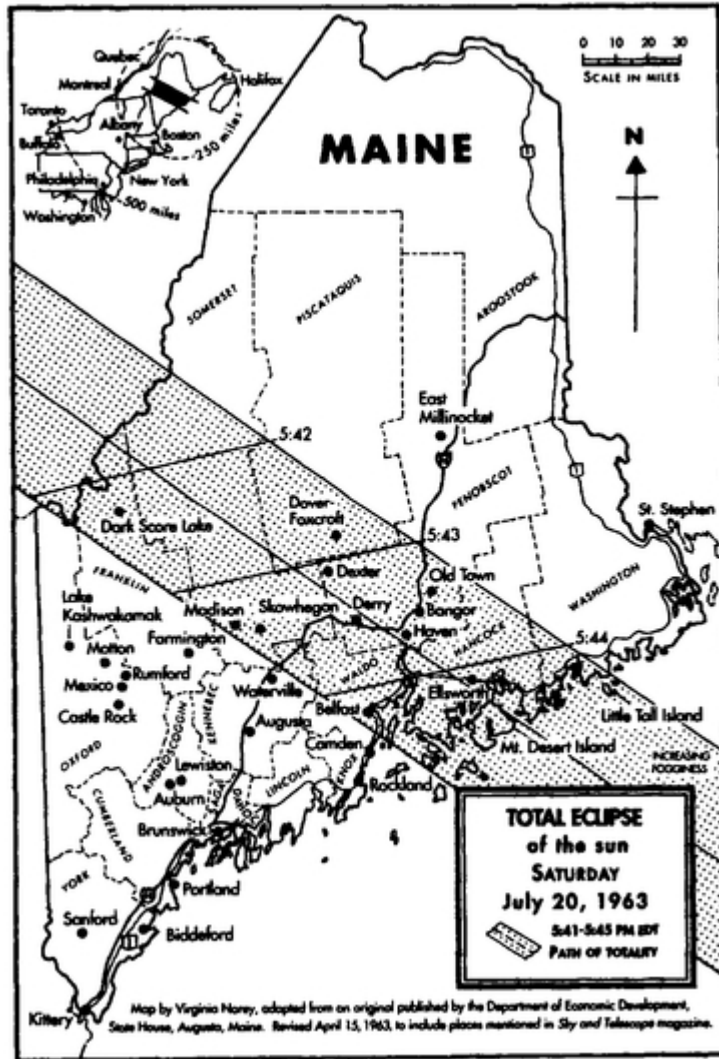 0 10 20 30
SCALE IN MILES
N
MAINE
Quebec
Montreal
Halifax
Toronto
Albany
Boston
Buffalo
250 miles
Philadelphia
New York
500 miles
Washington
SOMERSET
PISCATAQUIS
AROOSTOOK
1
East
Millinocket
5:42
1
PENOBSCOT
St. Stephen
Dark Score Lake
Dover-
Foxcroft
5:43
FRANKLIN
Dexter
Old Town
WASHINGTON
Lake
Kashwakamak
Madison
Skowhegan
Derry
Bangor
Farmington
Haven
HANCOCK
5:44
Motton
Rumford
WALDO
Mexico
Waterville
Ellsworth
Castle Rock
KENNEBEC
Belfast
Little Tall Island
ANDROSCOGGIN
Augusta
Mt. Desert Island
OXFORD
Camden
INCREASING
FOGGINESS
Lewiston
LINCOLN
KNOX
Rockland
Auburn
CUMBERLAND
Brunswick
YORK
Portland
Sanford
1
Biddeford
Kittery
TOTAL ECLIPSE
of the sun
SATURDAY
July 20, 1963
5:41-5:45 PM EDT
PATH OF TOTALITY
Map by Virginia Norey, adapted from an original published by the Department of Economic Development,
State House, Augusta, Maine. Revised April 15, 1963, to include places mentioned in Sky and Telescope magazine.